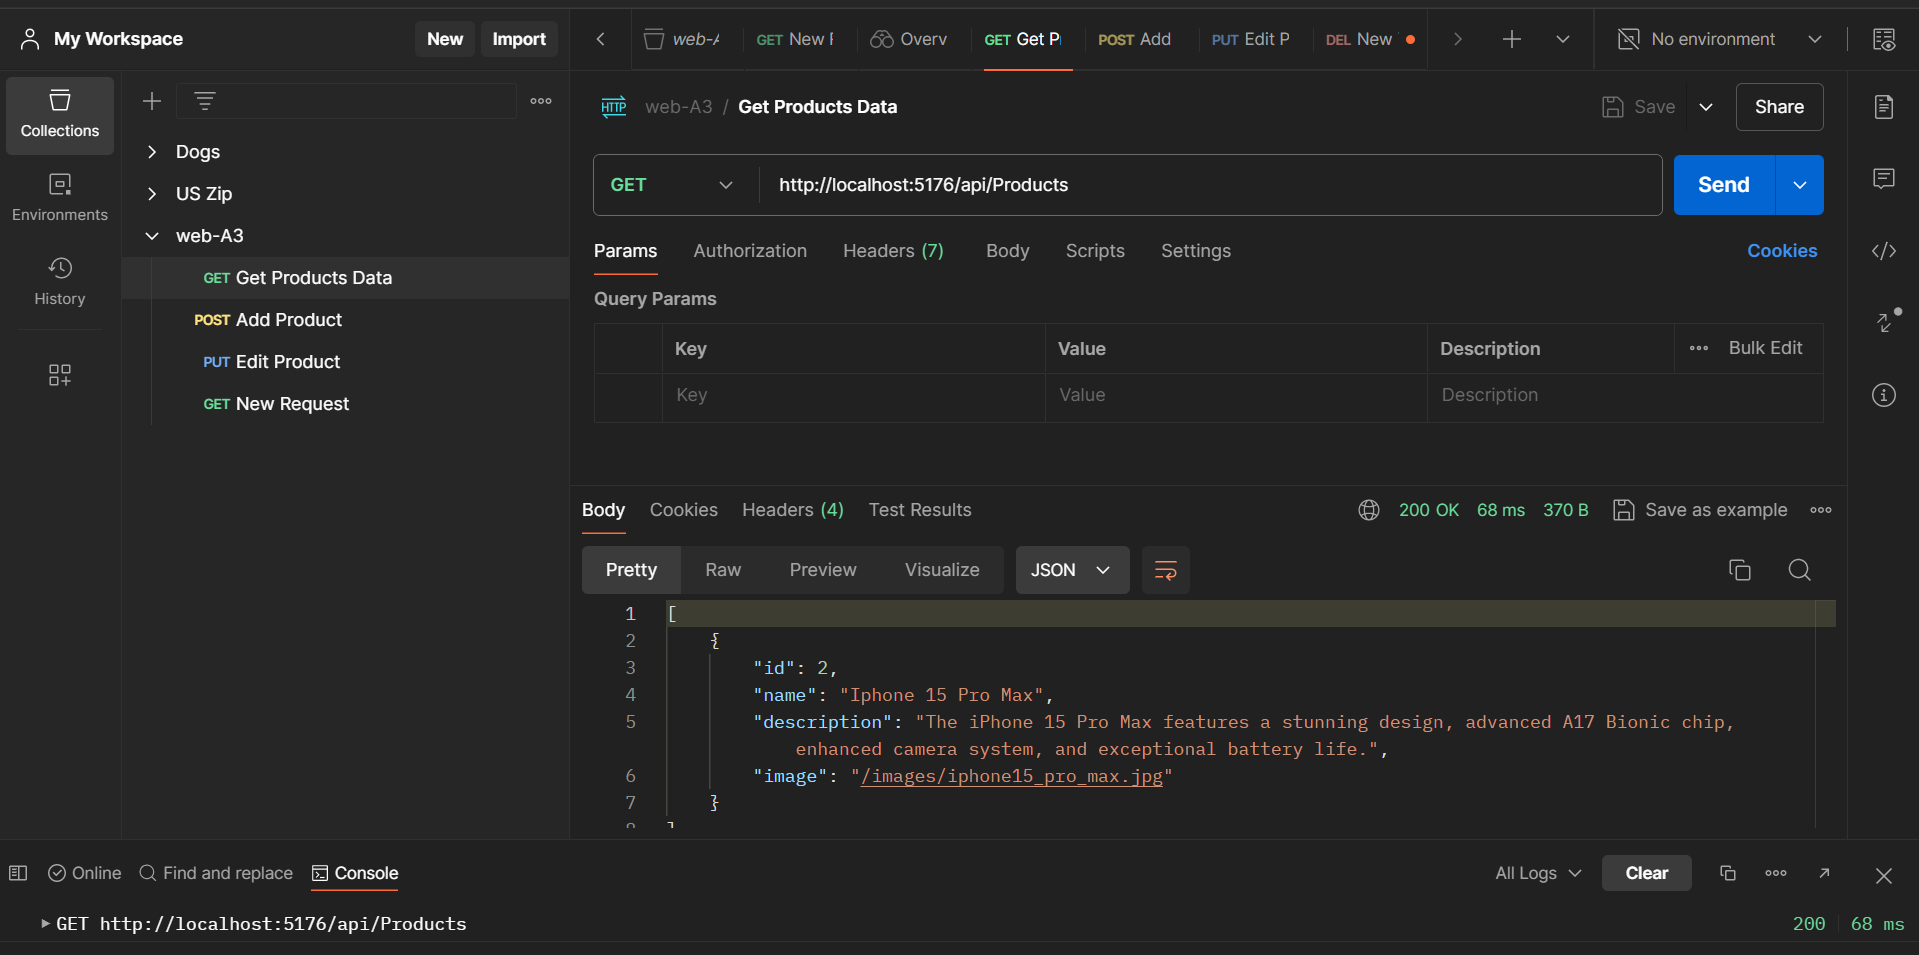 My Workspace
New
Import
web-A
GET New F
Overv
GET Get P
POST Add
PUT Edit P
DEL New
No environment
Collections
Environments
History
Dogs
US Zip
web-A3
GET Get Products Data
POST Add Product
PUT Edit Product
GET New Request
HTTP web-A3 / Get Products Data
Save
Share
GET http://localhost:5176/api/Products
Send
Params Authorization Headers (7) Body Scripts Settings Cookies
Query Params
Key Value Description Bulk Edit
Key Value Description
Body Cookies Headers (4) Test Results 200 OK 68 ms 370 B Save as example
Pretty Raw Preview Visualize JSON
1 [
2 {
3 "id": 2,
4 "name": "Iphone 15 Pro Max",
5 "description": "The iPhone 15 Pro Max features a stunning design, advanced A17 Bionic chip,
enhanced camera system, and exceptional battery life.",
6 "image": "/images/iphone15_pro_max.jpg"
7 }
8 ]
Online Find and replace Console All Logs Clear
GET http://localhost:5176/api/Products 200 68 ms